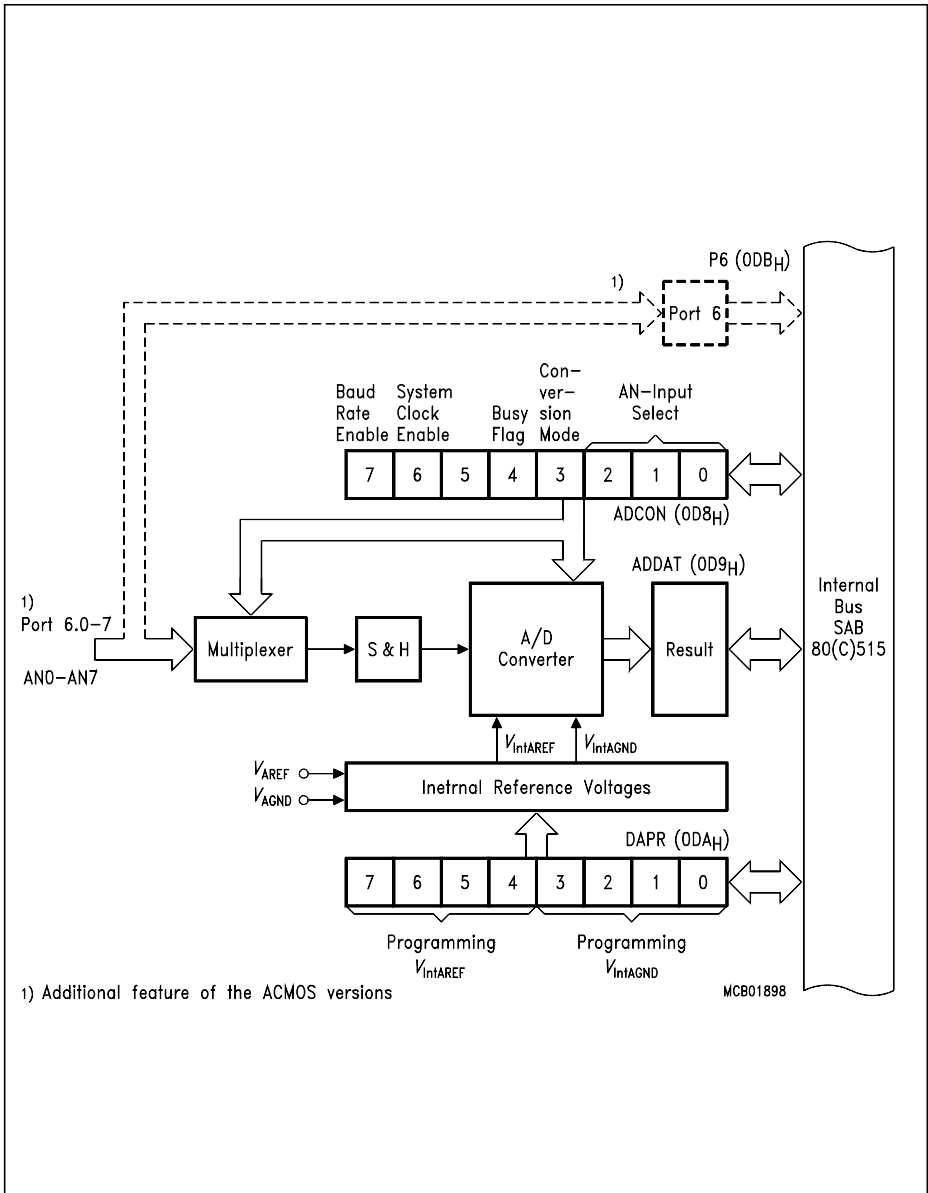 P6 (0DBH)
1)
Port 6
Baud Rate Enable
System Clock Enable
Busy Flag
Con-version Mode
AN-Input Select
7 6 5 4 3 2 1 0
ADCON (0D8H)
ADDAT (0D9H)
1)
Port 6.0-7
AN0-AN7
Multiplexer
S & H
A/D Converter
Result
Internal Bus SAB 80(C)515
VIntAREF
VIntAGND
VAREF
VAGND
Inetrnal Reference Voltages
DAPR (0DAH)
7 6 5 4 3 2 1 0
Programming VIntAREF
Programming VIntAGND
1) Additional feature of the ACMOS versions
MCB01898